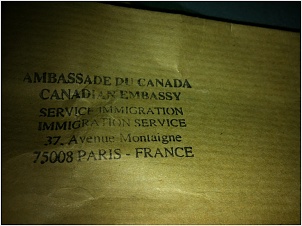 AMBASSADE DU CANADA
CANADIAN EMBASSY
SERVICE IMMIGRATION
IMMIGRATION SERVICE
37, Avenue Montaigne
75008 PARIS - FRANCE